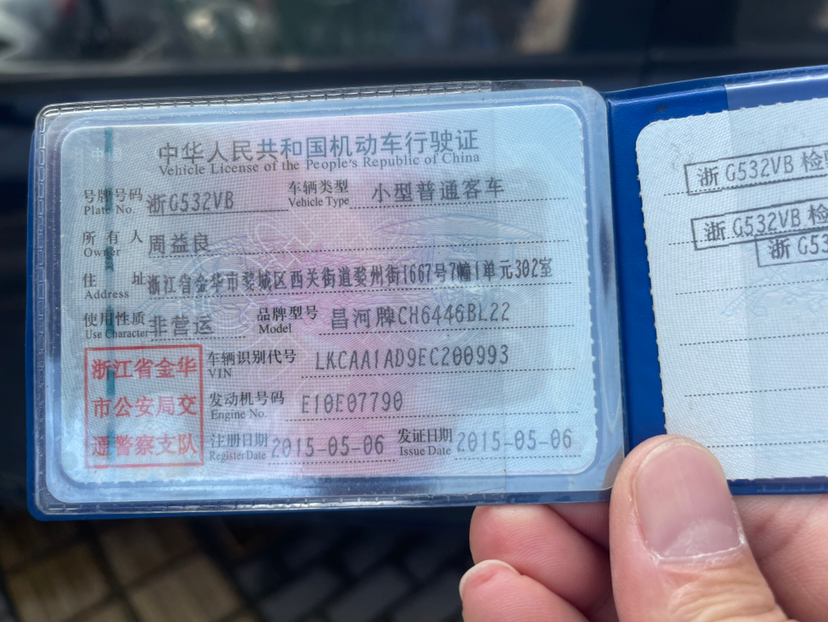 中华人民共和国机动车行驶证
Vehicle License of the People's Republic of China
号牌号码 浙G532VB 车辆类型 小型普通客车
Plate No. Vehicle Type
所有人 周益良
Owner
住址 浙江省金华市婺城区西关街道婺州街1667号7幢1单元302室
Address
使用性质 非营运 品牌型号 昌河牌CH6446BL22
Use Character Model
浙江省金华 车辆识别代号 LKCAA1AD9EC200993
VIN
市公安局交 发动机号码 E10E07790
Engine No.
通警察支队 注册日期 2015-05-06 发证日期 2015-05-06
Register Date Issue Date
浙G532VB 检
浙G532VB 检
浙G53